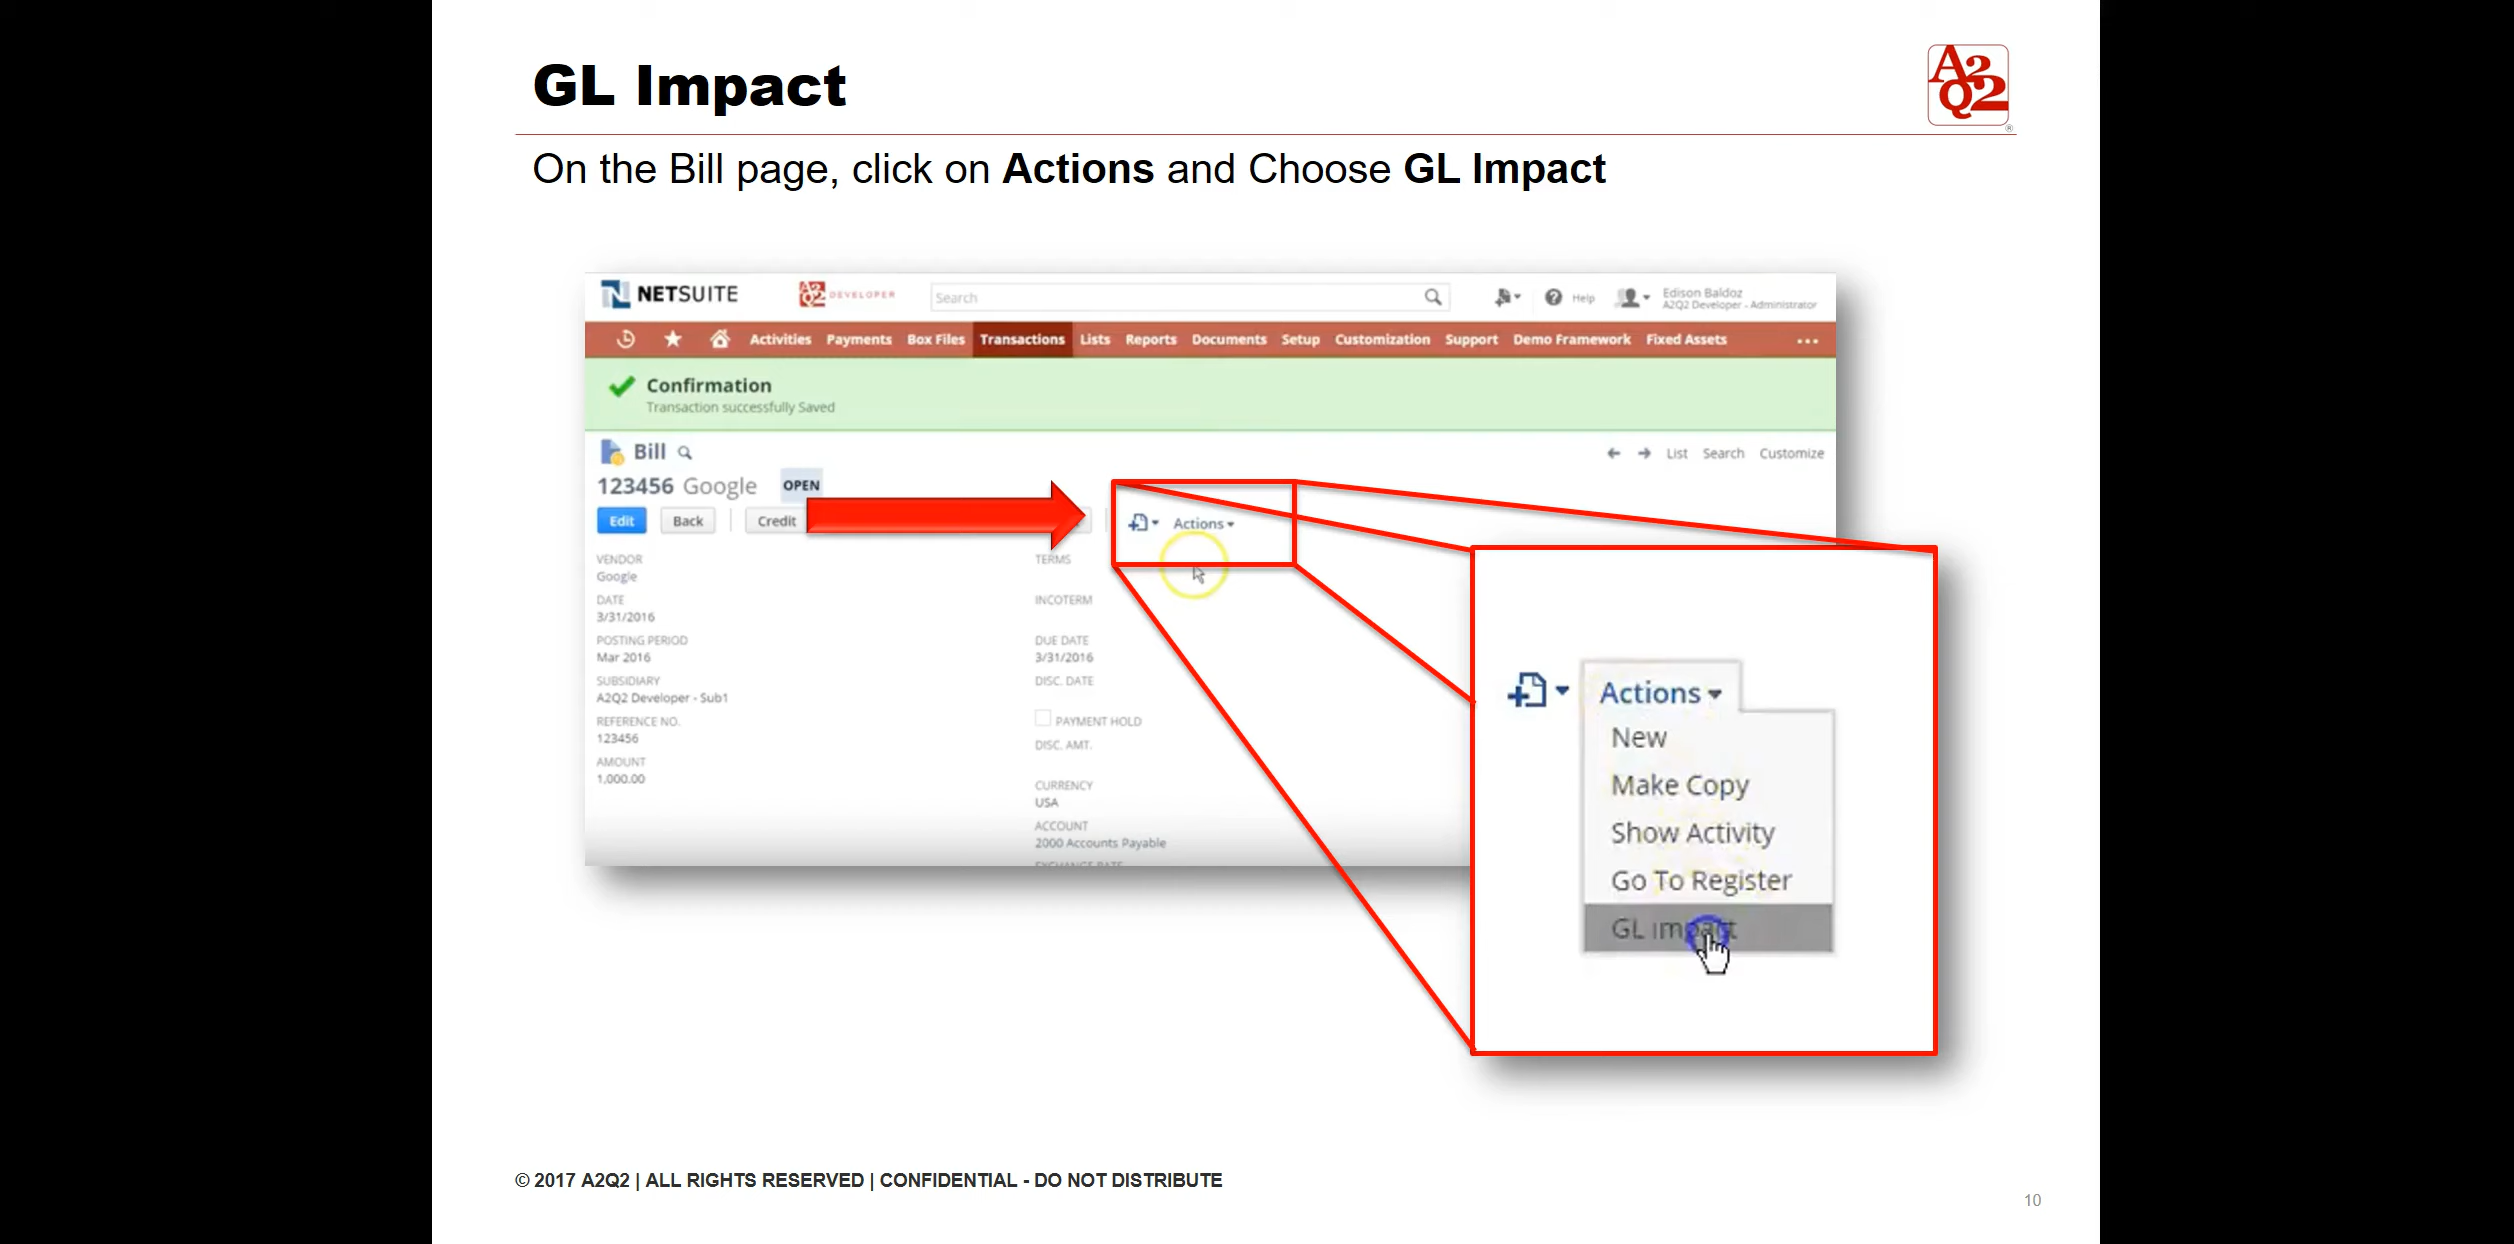 GL Impact
A2Q2
®
On the Bill page, click on Actions and Choose GL Impact
NETSUITE
A2Q2 DEVELOPER
Search
Help
Edison Baldoz
A2Q2 Developer - Administrator
Activities Payments Box Files Transactions Lists Reports Documents Setup Customization Support Demo Framework Fixed Assets
Confirmation
Transaction successfully Saved
Bill
List Search Customize
123456 Google OPEN
Edit Back Credit
Actions
VENDOR
Google
DATE
3/31/2016
POSTING PERIOD
Mar 2016
SUBSIDIARY
A2Q2 Developer - Sub1
REFERENCE NO.
123456
AMOUNT
1,000.00
TERMS
INCOTERM
DUE DATE
3/31/2016
DISC. DATE
PAYMENT HOLD
DISC. AMT.
CURRENCY
USA
ACCOUNT
2000 Accounts Payable
EXCHANGE RATE
Actions
New
Make Copy
Show Activity
Go To Register
GL Impact
© 2017 A2Q2 | ALL RIGHTS RESERVED | CONFIDENTIAL - DO NOT DISTRIBUTE
10